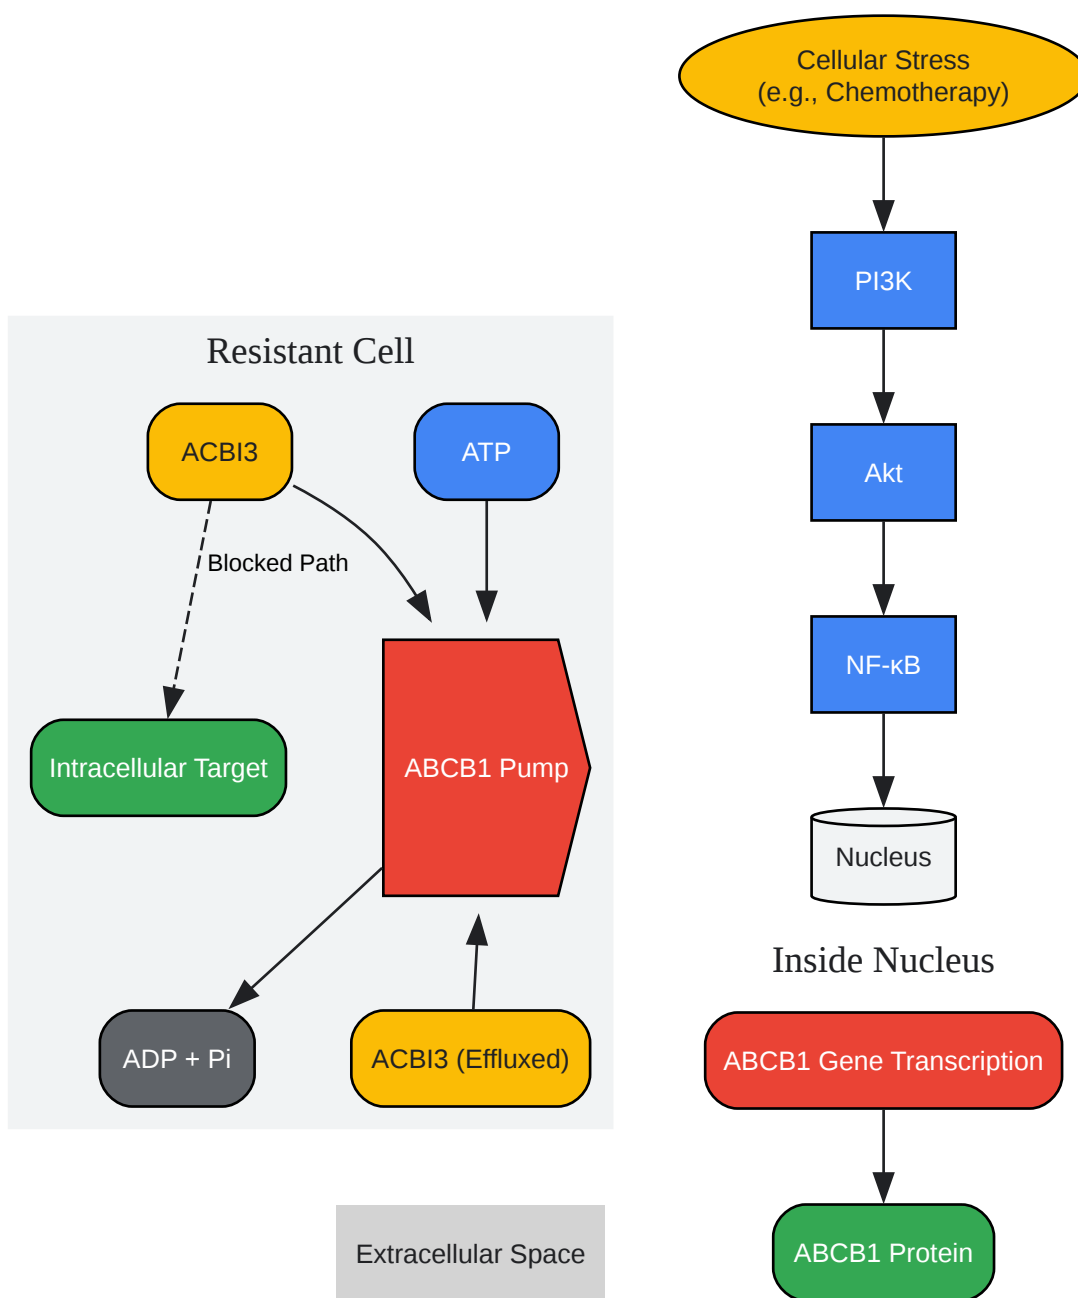 Resistant Cell
ACBI3
ATP
Blocked Path
Intracellular Target
ABCB1 Pump
ADP + Pi
ACBI3 (Effluxed)
Extracellular Space
Cellular Stress
(e.g., Chemotherapy)
PI3K
Akt
NF-κB
Nucleus
Inside Nucleus
ABCB1 Gene Transcription
ABCB1 Protein